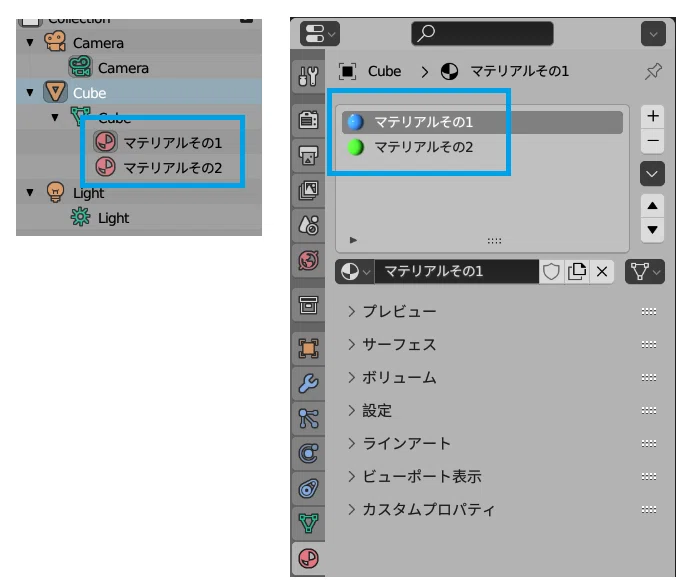 Collection
Camera
Camera
Cube
Cube
マテリアルその1
マテリアルその2
Light
Light
Cube > マテリアルその1
マテリアルその1
マテリアルその2
マテリアルその1
プレビュー
サーフェス
ボリューム
設定
ラインアート
ビューポート表示
カスタムプロパティ